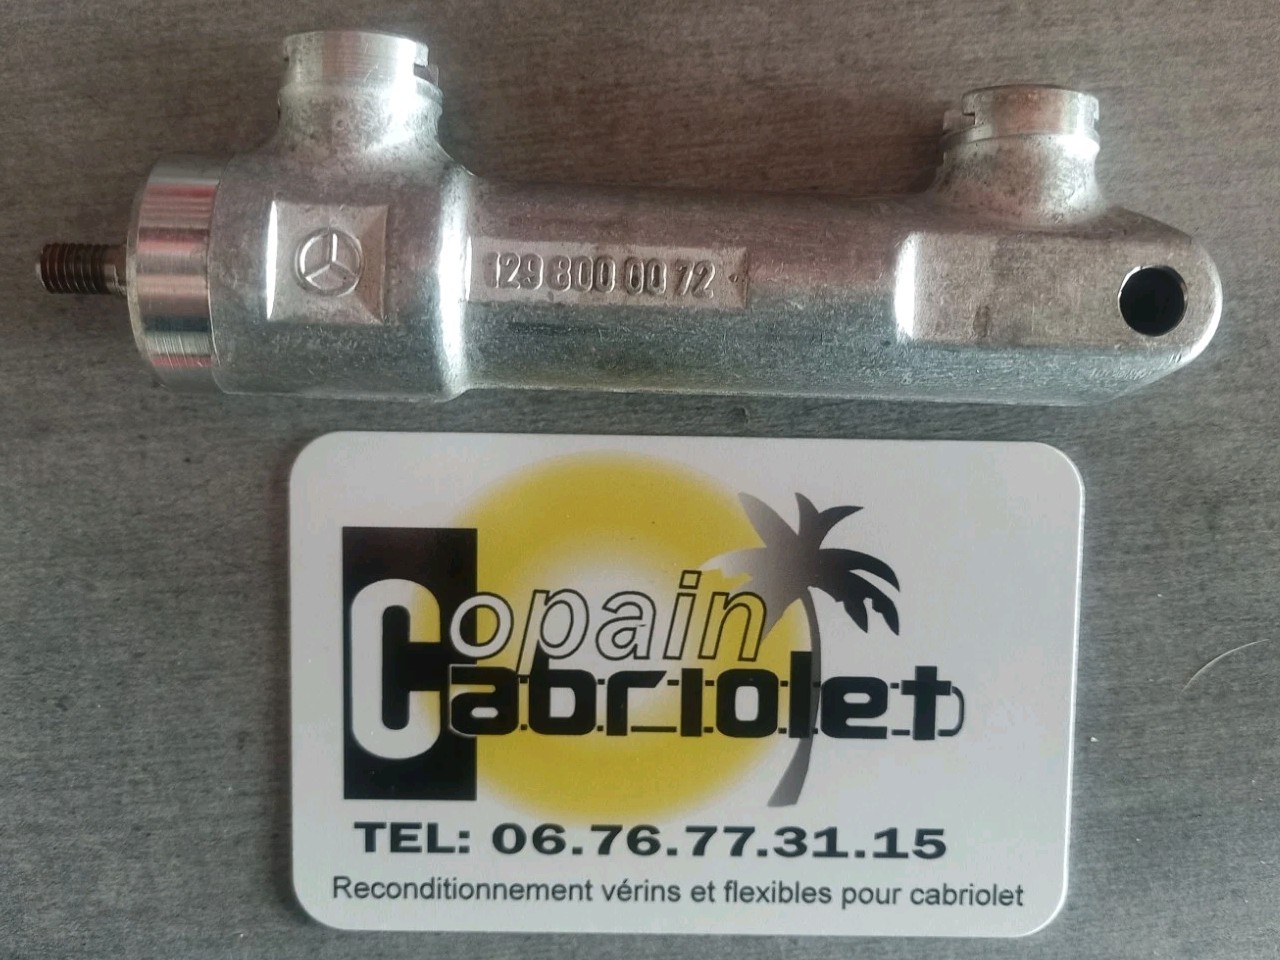 129 800 00 72
Copain
Cabriolet
TEL: 06.76.77.31.15
Reconditionnement vérins et flexibles pour cabriolet